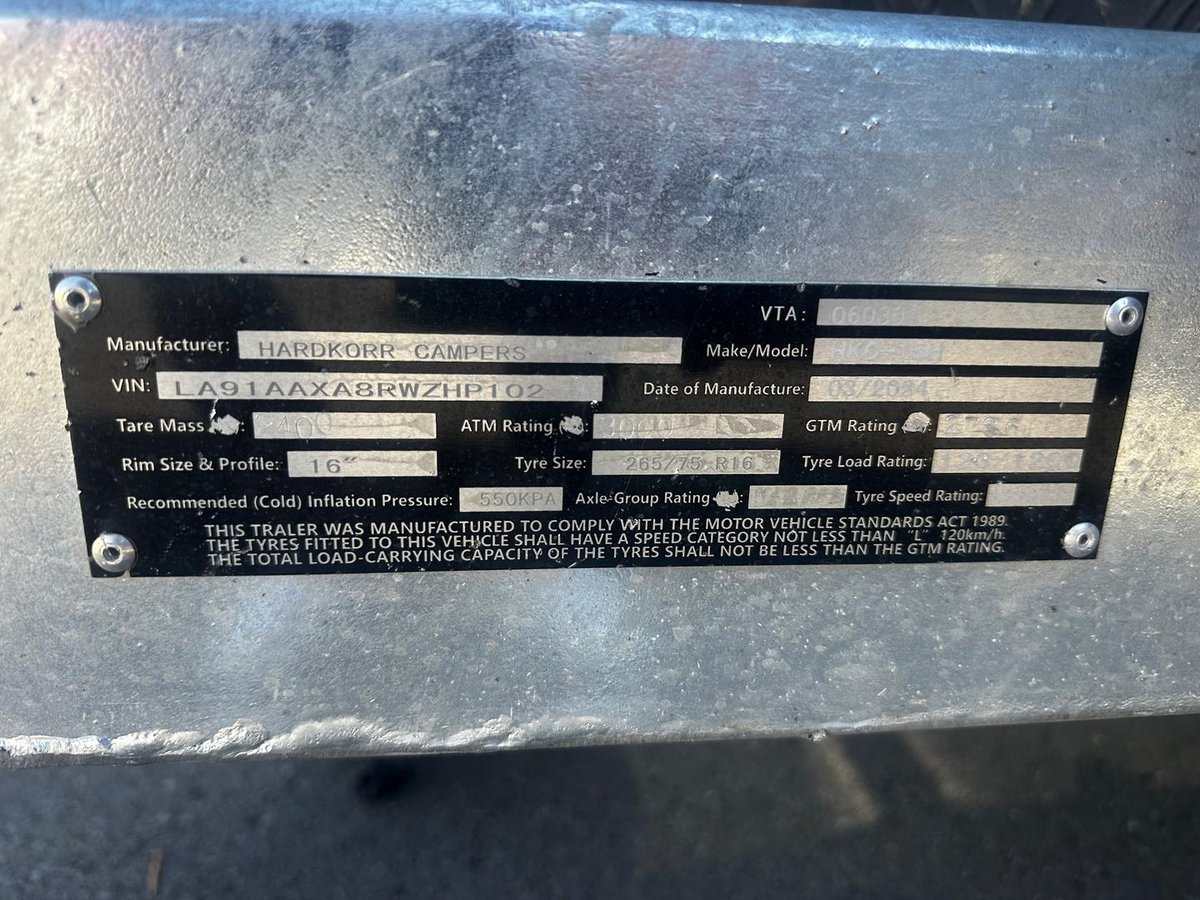 VTA:
Manufacturer: HARDKORR CAMPERS Make/Model:
VIN: LA91AAXA8RWZHP102 Date of Manufacture: 03/2024
Tare Mass : 2400 ATM Rating : GTM Rating :
Rim Size & Profile: 16" Tyre Size: 265/75 R16 Tyre Load Rating:
Recommended (Cold) Inflation Pressure: 550KPA Axle Group Rating : Tyre Speed Rating:
THIS TRALER WAS MANUFACTURED TO COMPLY WITH THE MOTOR VEHICLE STANDARDS ACT 1989.
THE TYRES FITTED TO THIS VEHICLE SHALL HAVE A SPEED CATEGORY NOT LESS THAN "L" 120km/h.
THE TOTAL LOAD-CARRYING CAPACITY OF THE TYRES SHALL NOT BE LESS THAN THE GTM RATING.